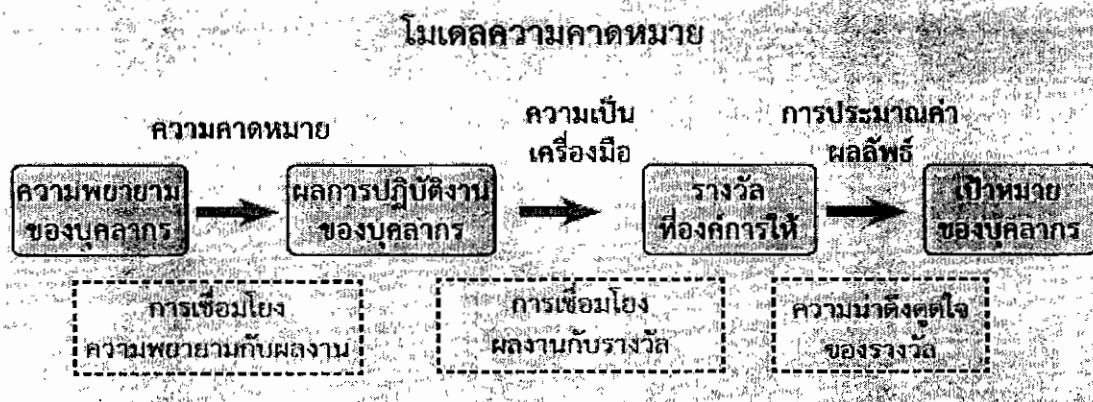 โมเดลความคาดหมาย
ความคาดหมาย
ความเป็น
เครื่องมือ
การประมาณค่า
ผลลัพธ์
ความพยายาม
ของบุคลากร
ผลการปฏิบัติงาน
ของบุคลากร
รางวัล
ที่องค์การให้
เป้าหมาย
ของบุคลากร
การเชื่อมโยง
ความพยายามกับผลงาน
การเชื่อมโยง
ผลงานกับรางวัล
ความน่าดึงดูดใจ
ของรางวัล